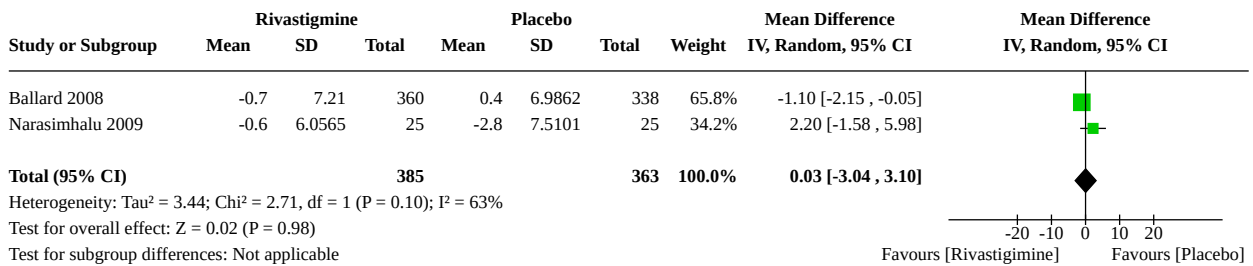 Rivastigmine Placebo Mean Difference Mean Difference
Study or Subgroup Mean SD Total Mean SD Total Weight IV, Random, 95% CI IV, Random, 95% CI
Ballard 2008 -0.7 7.21 360 0.4 6.9862 338 65.8% -1.10 [-2.15 , -0.05]
Narasimhalu 2009 -0.6 6.0565 25 -2.8 7.5101 25 34.2% 2.20 [-1.58 , 5.98]
Total (95% CI) 385 363 100.0% 0.03 [-3.04 , 3.10]
Heterogeneity: Tau² = 3.44; Chi² = 2.71, df = 1 (P = 0.10); I² = 63%
Test for overall effect: Z = 0.02 (P = 0.98)
-20 -10 0 10 20
Test for subgroup differences: Not applicable Favours [Rivastigimine] Favours [Placebo]